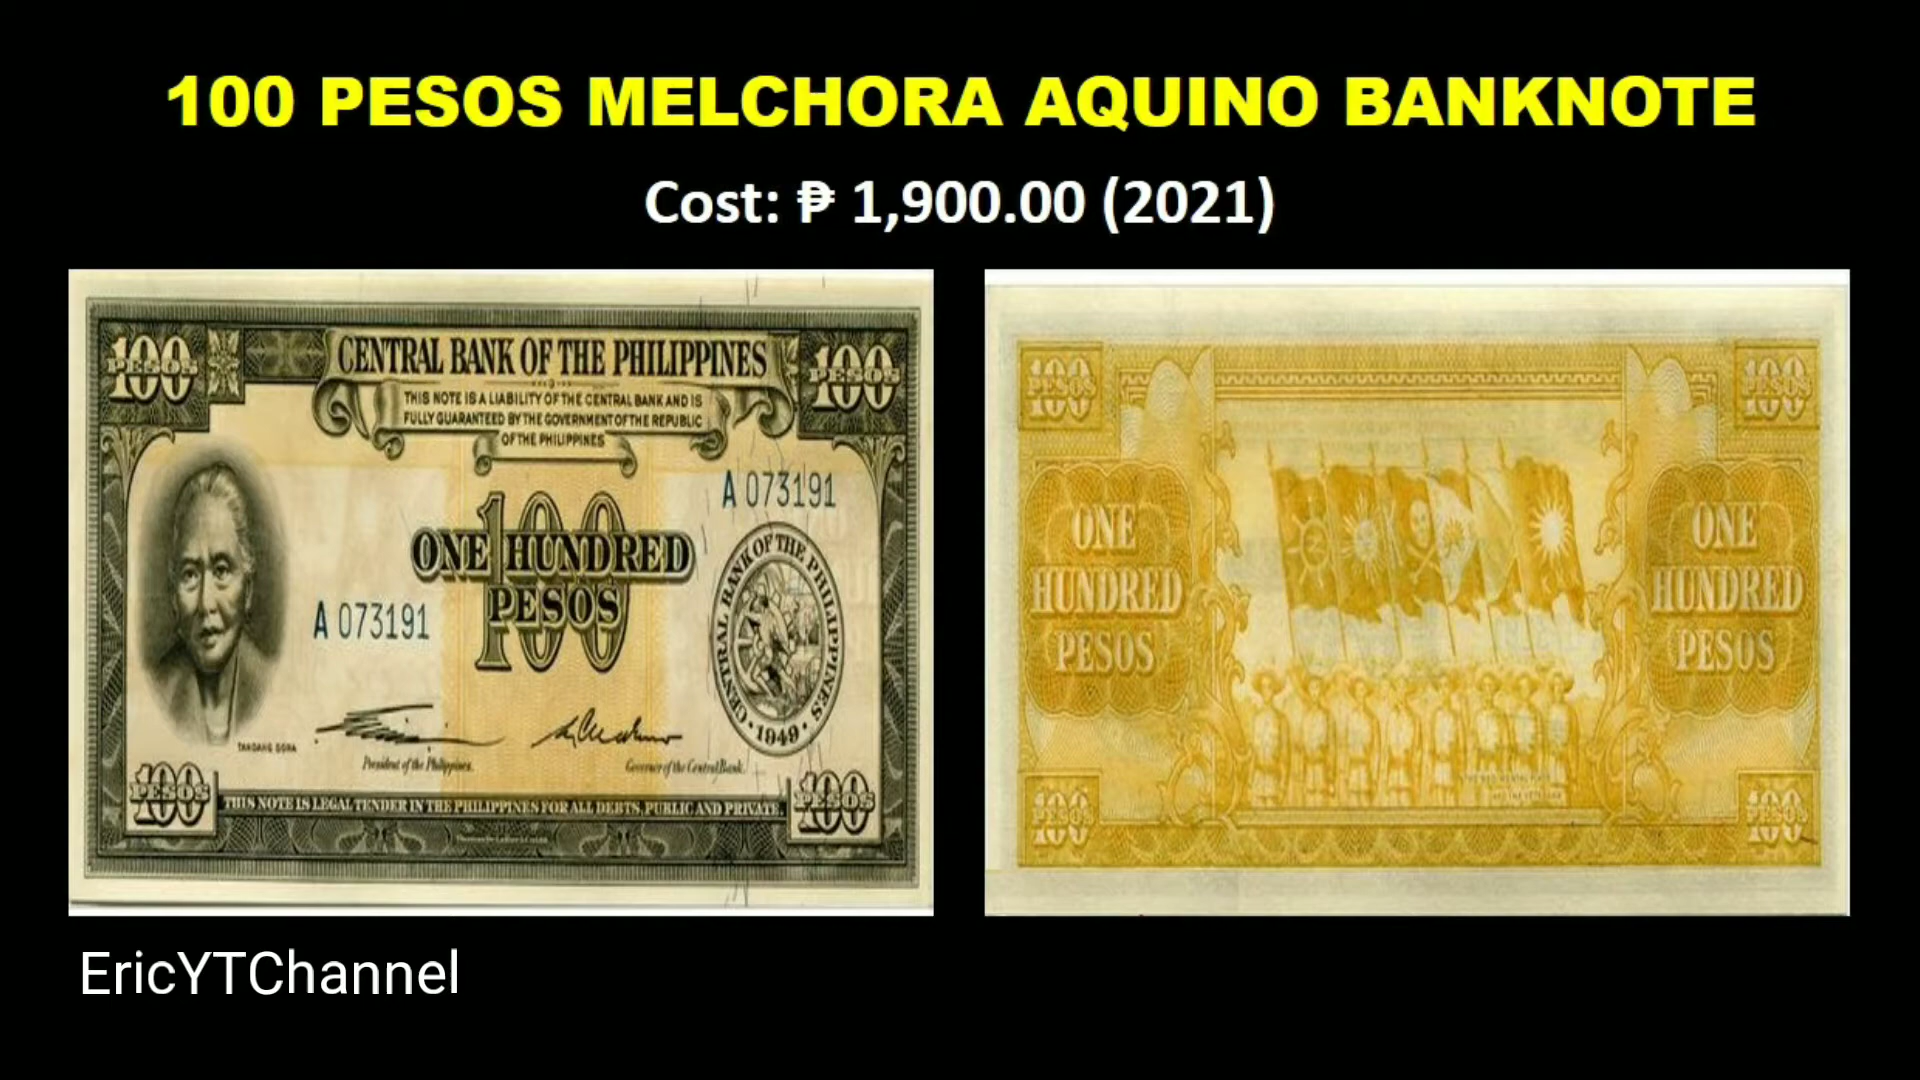 100 PESOS MELCHORA AQUINO BANKNOTE
Cost: ₱ 1,900.00 (2021)
100 PESOS
CENTRAL BANK OF THE PHILIPPINES
100 PESOS
THIS NOTE IS A LIABILITY OF THE CENTRAL BANK AND IS
FULLY GUARANTEED BY THE GOVERNMENT OF THE REPUBLIC
OF THE PHILIPPINES
A 073191
100
ONE HUNDRED
PESOS
A 073191
CENTRAL BANK OF THE PHILIPPINES
1949
TANDANG SORA
President of the Philippines.
Governor of the Central Bank.
100 PESOS
THIS NOTE IS LEGAL TENDER IN THE PHILIPPINES FOR ALL DEBTS, PUBLIC AND PRIVATE.
100 PESOS
100 PESOS
100 PESOS
ONE
HUNDRED
PESOS
ONE
HUNDRED
PESOS
100 PESOS
100 PESOS
EricYTChannel